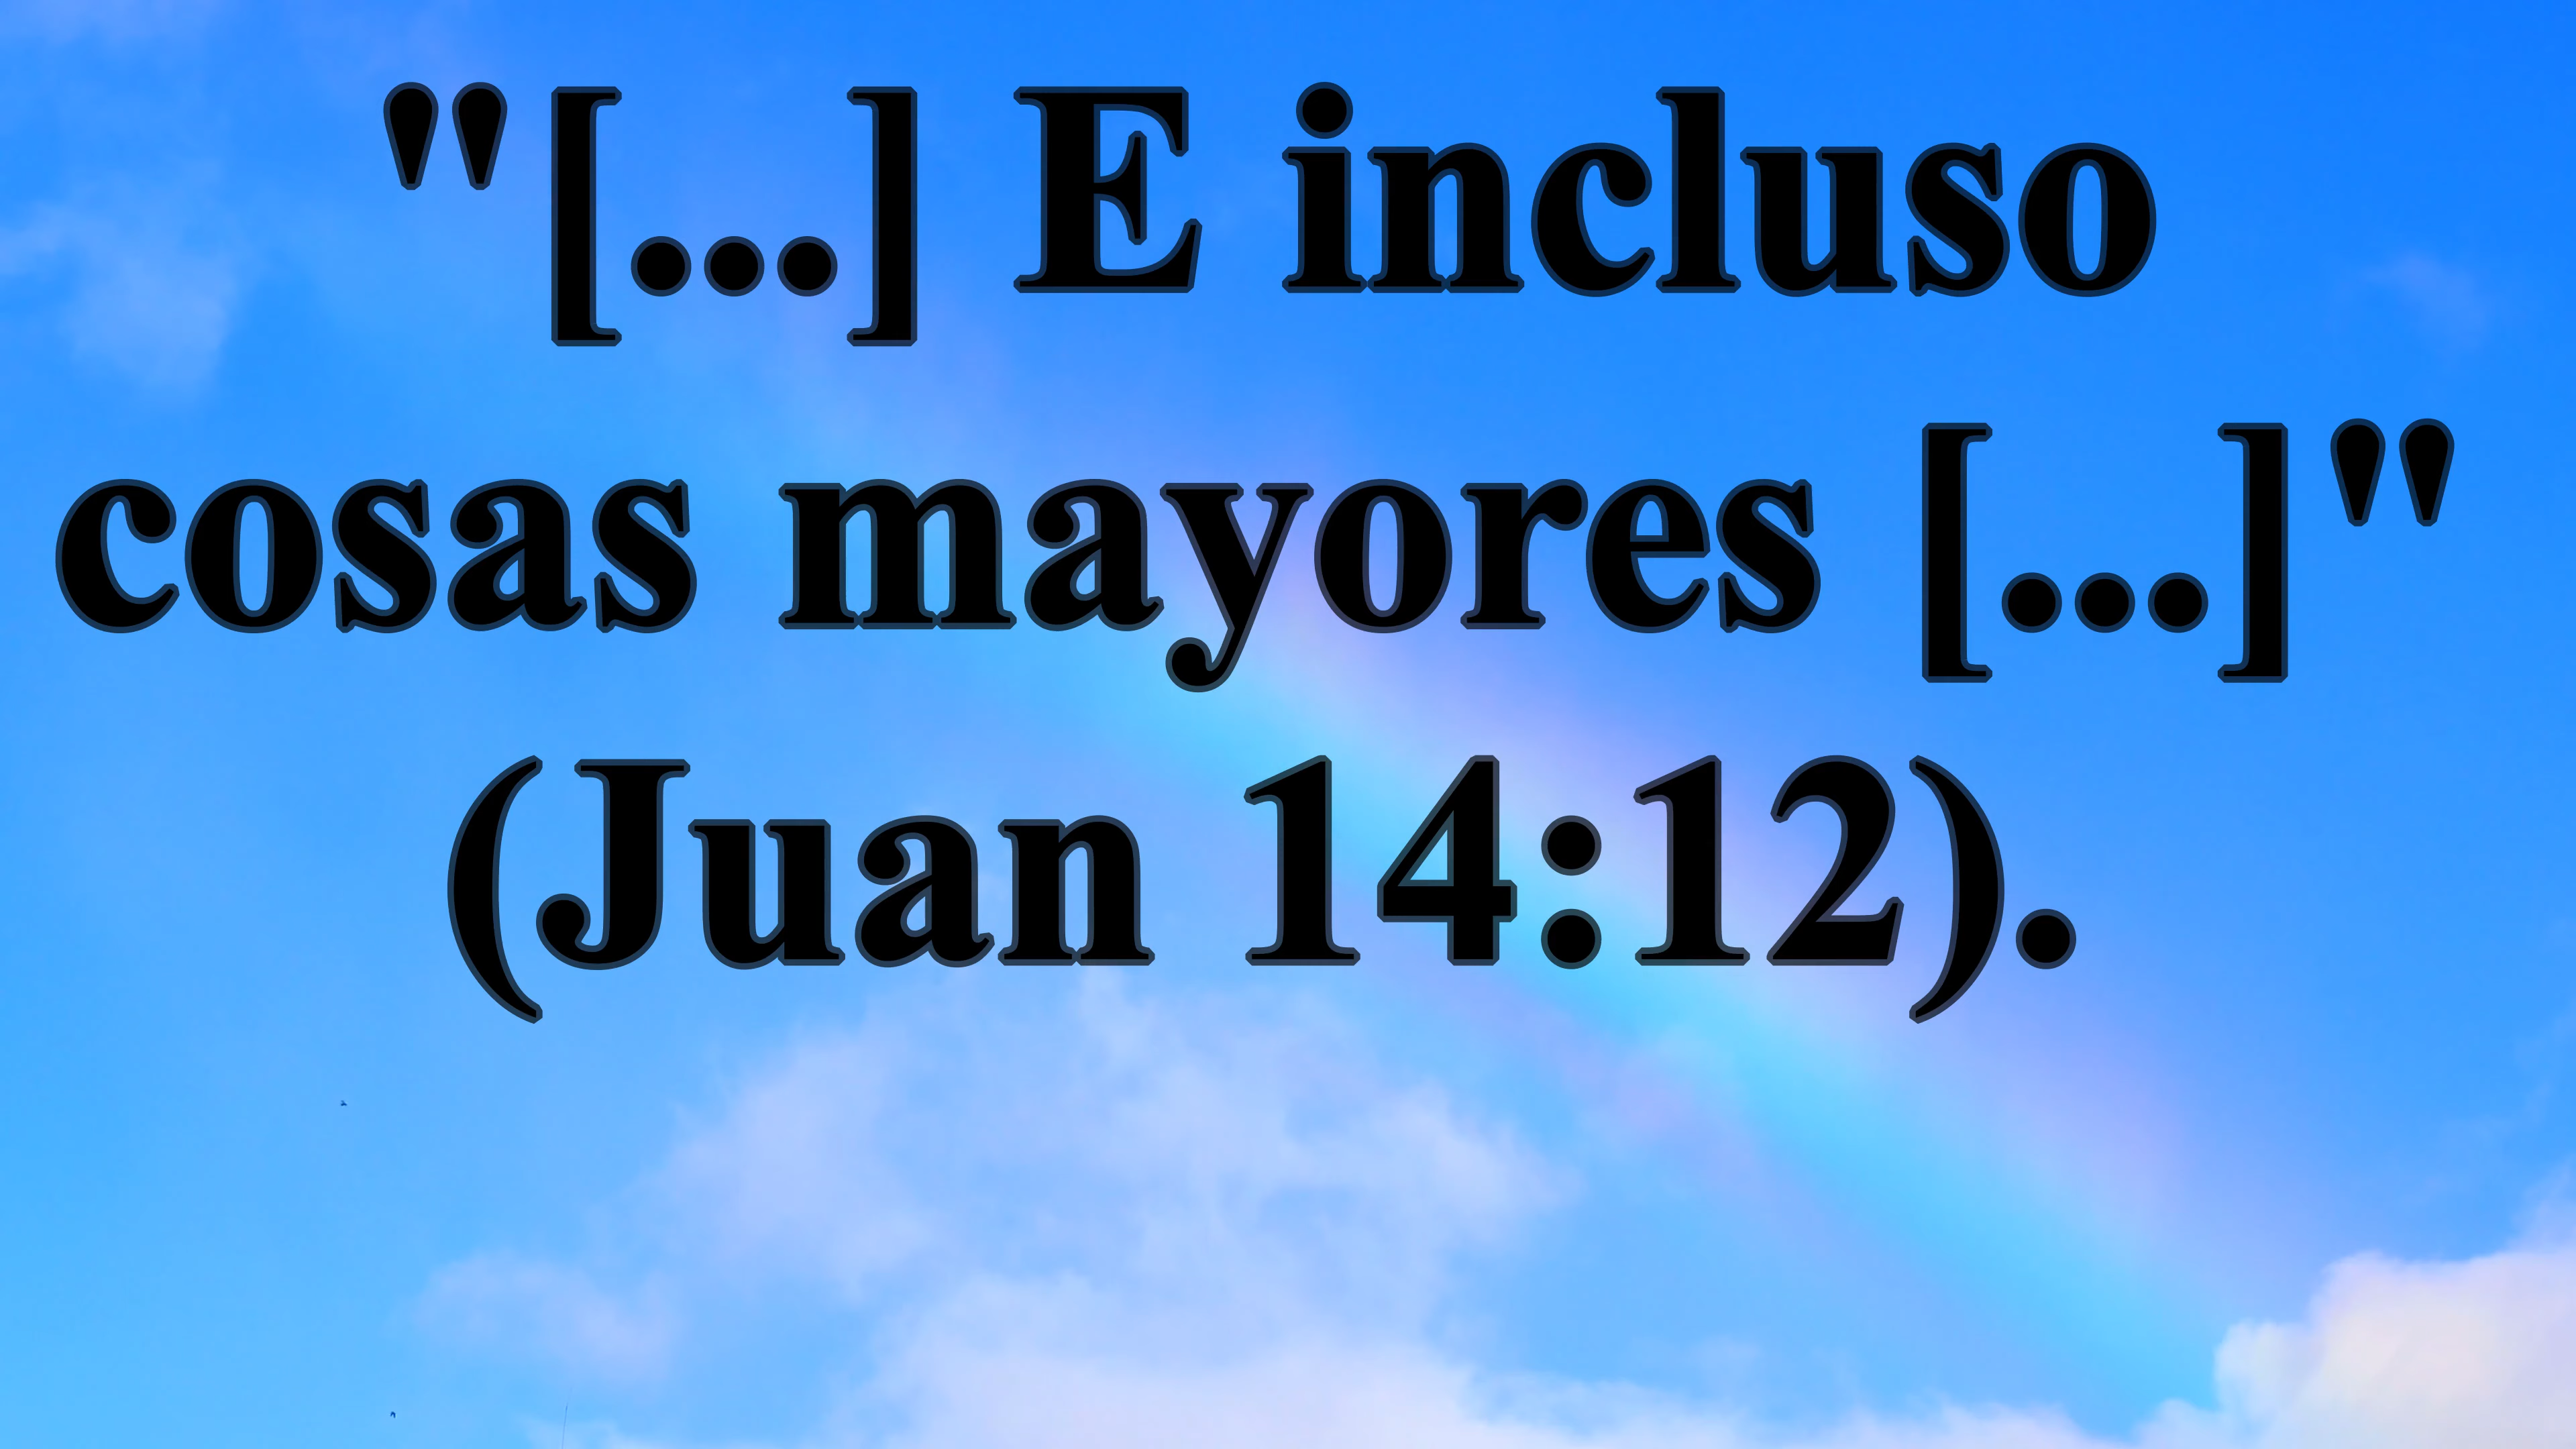 "[...] E incluso
cosas mayores [...]"
(Juan 14:12).